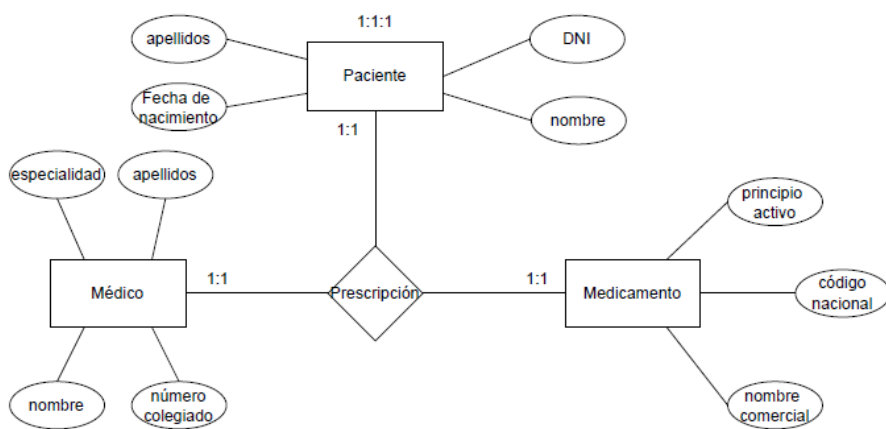 1:1:1
apellidos
DNI
Paciente
Fecha de
nacimiento
nombre
1:1
especialidad
apellidos
principio
activo
1:1
1:1
Médico
Prescripción
Medicamento
código
nacional
nombre
número
colegiado
nombre
comercial